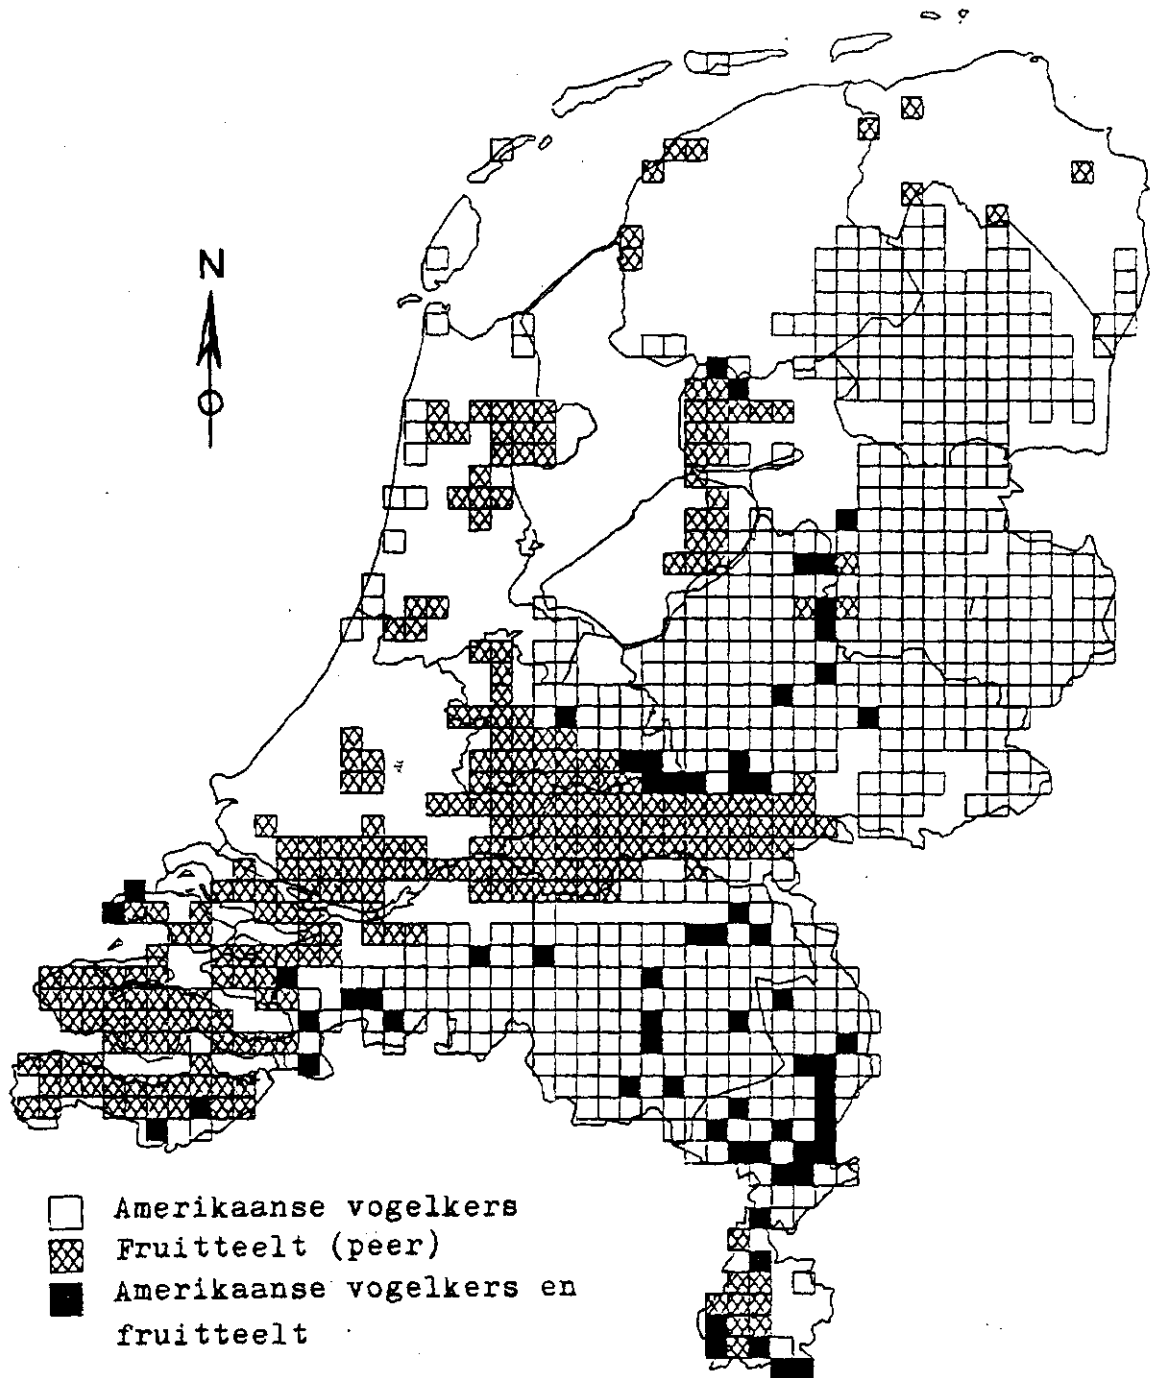 N
Amerikaanse vogelkers
Fruitteelt (peer)
Amerikaanse vogelkers en
fruitteelt